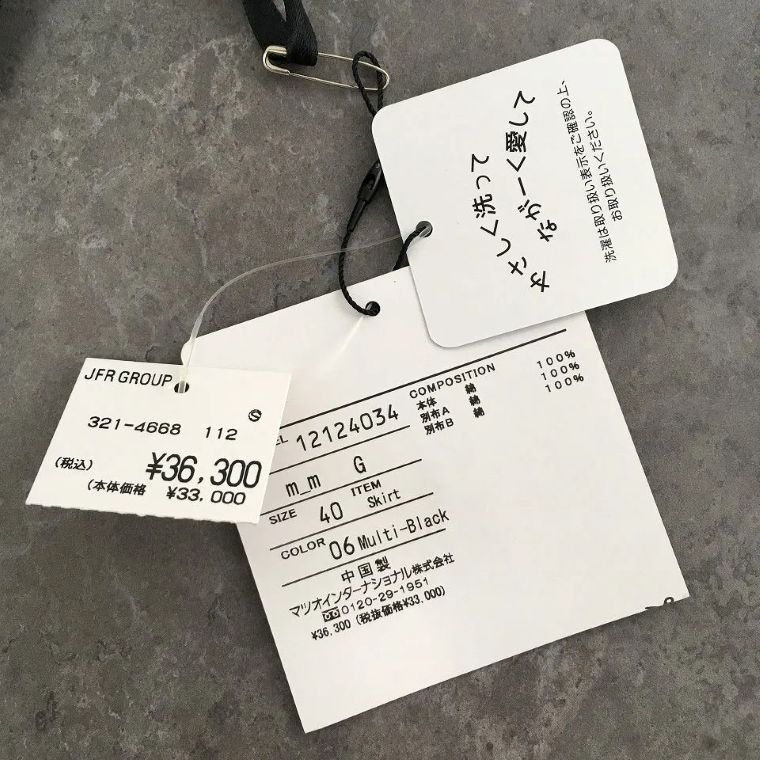 やさしく洗って
ながーく愛して
洗濯は取り扱い表示をご確認の上、
お取り扱いください。
JFR GROUP
321-4668 112
(税込) ¥36,300
(本体価格 ¥33,000
EL 12124034
m_m G
SIZE 40 ITEM Skirt
COLOR 06 Multi-Black
中国製
マツオインターナショナル株式会社
0120-29-1951
¥36,300 (税抜価格¥33,000)
COMPOSITION
本体 綿 100%
別布A 綿 100%
別布B 綿 100%